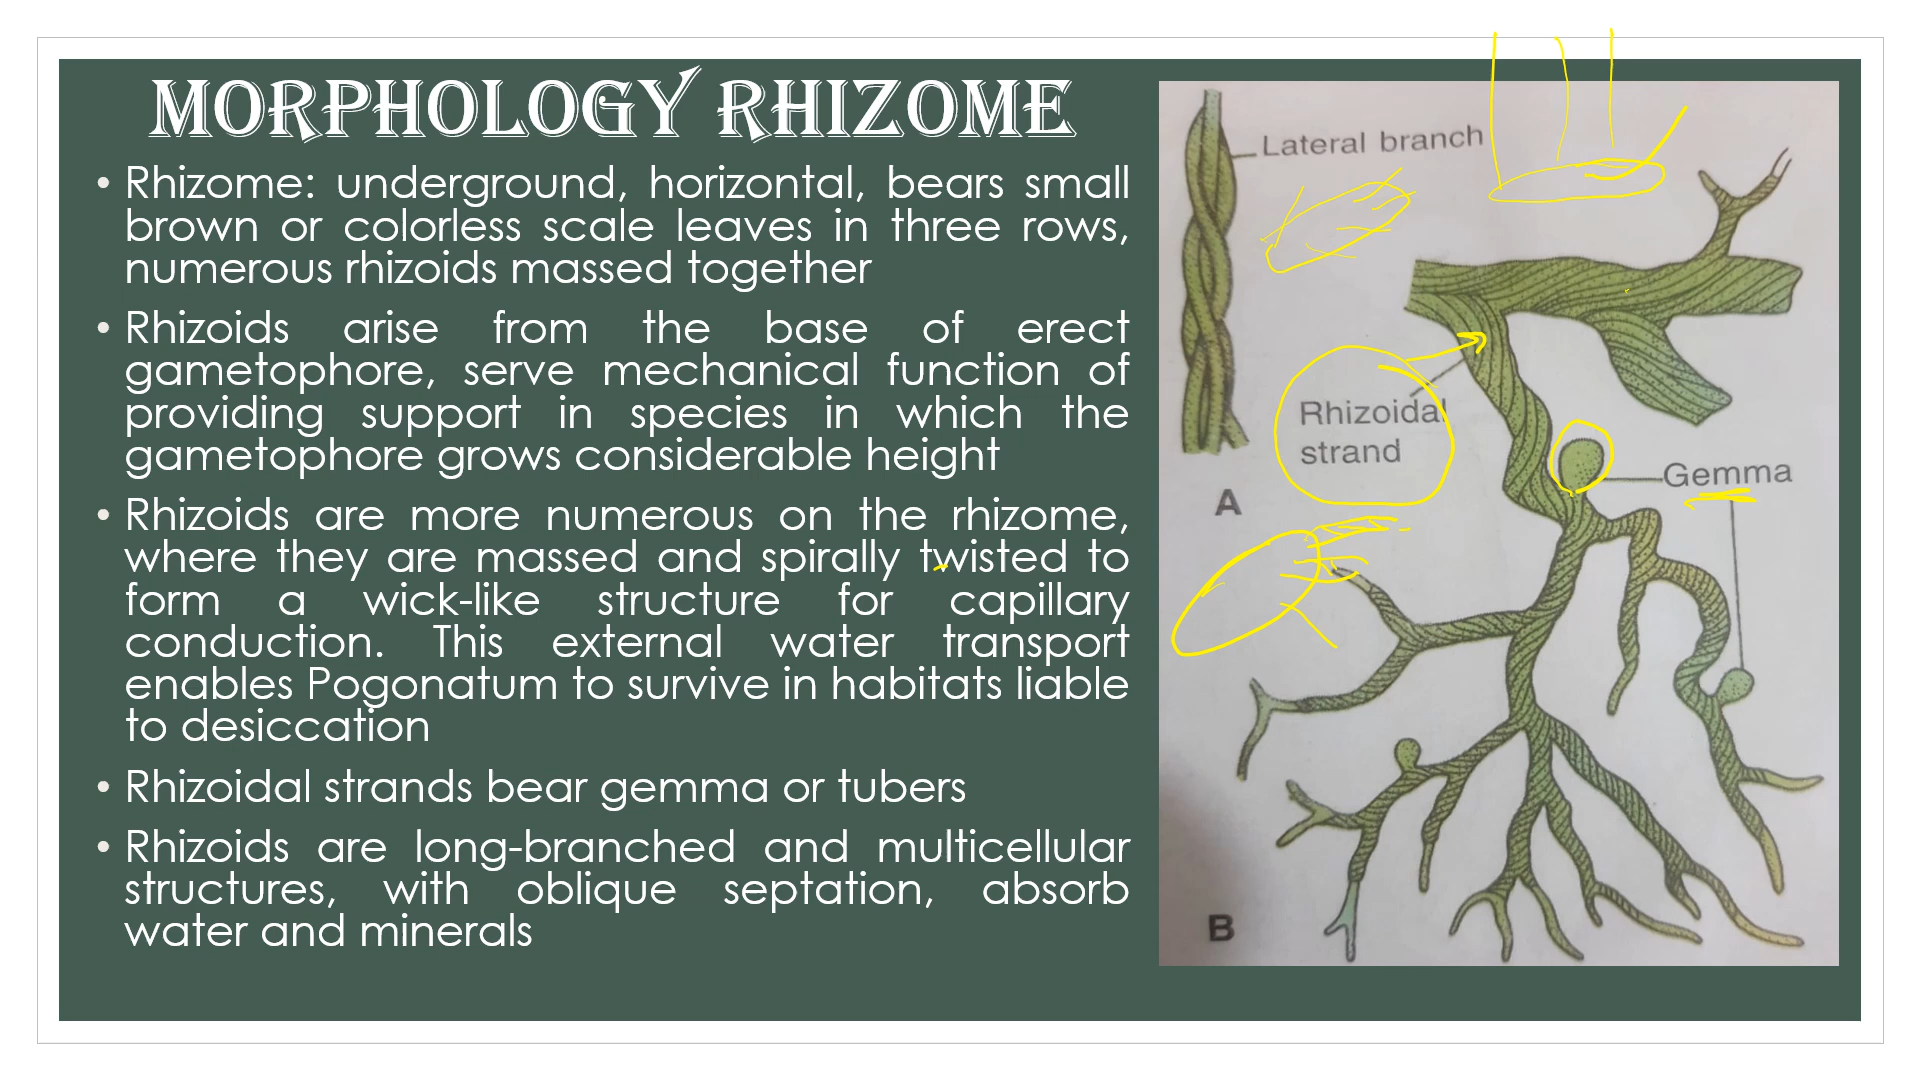 MORPHOLOGY RHIZOME
• Rhizome: underground, horizontal, bears small
brown or colorless scale leaves in three rows,
numerous rhizoids massed together
• Rhizoids arise from the base of erect
gametophore, serve mechanical function of
providing support in species in which the
gametophore grows considerable height
• Rhizoids are more numerous on the rhizome,
where they are massed and spirally twisted to
form a wick-like structure for capillary
conduction. This external water transport
enables Pogonatum to survive in habitats liable
to desiccation
• Rhizoidal strands bear gemma or tubers
• Rhizoids are long-branched and multicellular
structures, with oblique septation, absorb
water and minerals
Lateral branch
Rhizoidal
strand
Gemma
A
B